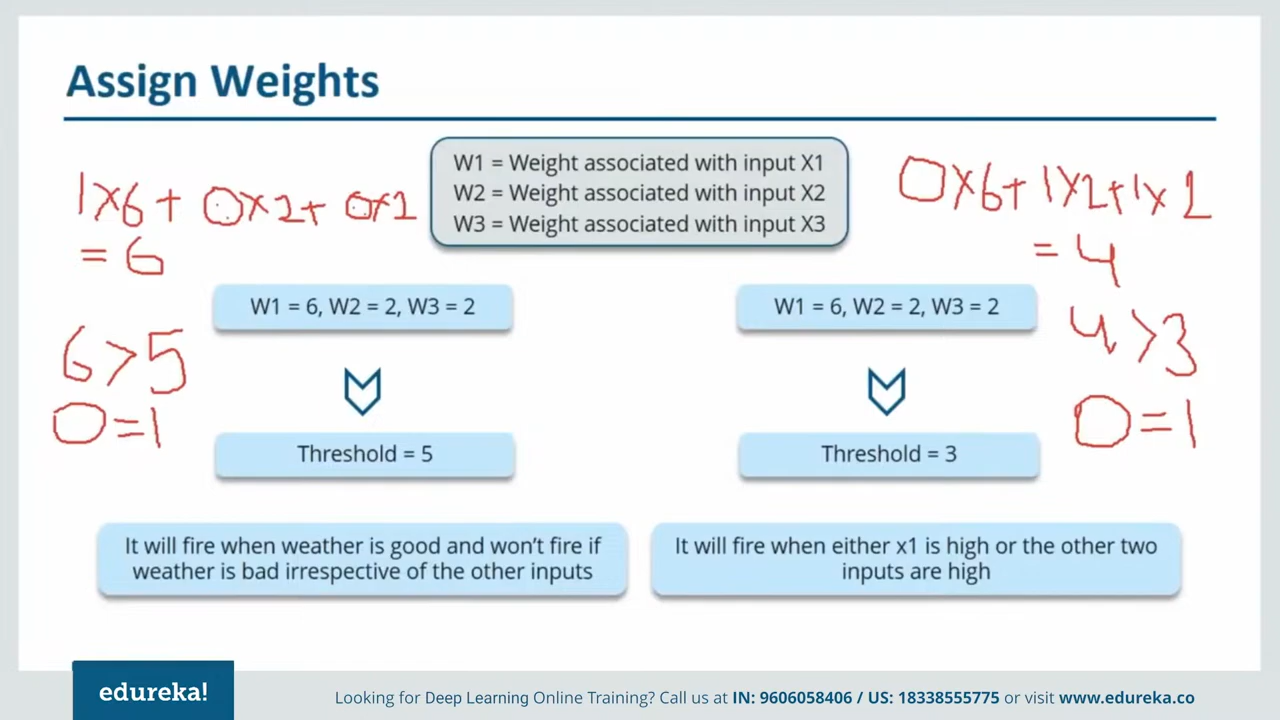 Assign Weights
W1 = Weight associated with input X1
W2 = Weight associated with input X2
W3 = Weight associated with input X3
1x6+ 0x2+ 0x2
= 6
0x6+1x2+1x2
= 4
W1 = 6, W2 = 2, W3 = 2
W1 = 6, W2 = 2, W3 = 2
6>5
0=1
4>3
0=1
Threshold = 5
Threshold = 3
It will fire when weather is good and won't fire if
weather is bad irrespective of the other inputs
It will fire when either x1 is high or the other two
inputs are high
edureka!
Looking for Deep Learning Online Training? Call us at IN: 9606058406 / US: 18338555775 or visit www.edureka.co